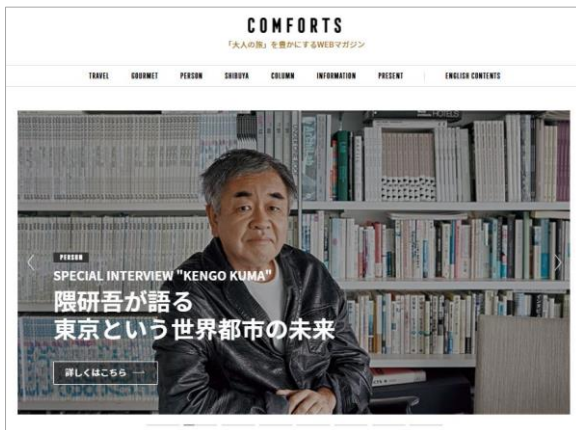 COMFORTS
「大人の旅」を豊かにするWEBマガジン
TRAVEL GOURMET PERSON SHIBUYA COLUMN INFORMATION PRESENT ENGLISH CONTENTS
HOTELS
PERSON
SPECIAL INTERVIEW "KENGO KUMA"
隈研吾が語る
東京という世界都市の未来
詳しくはこちら